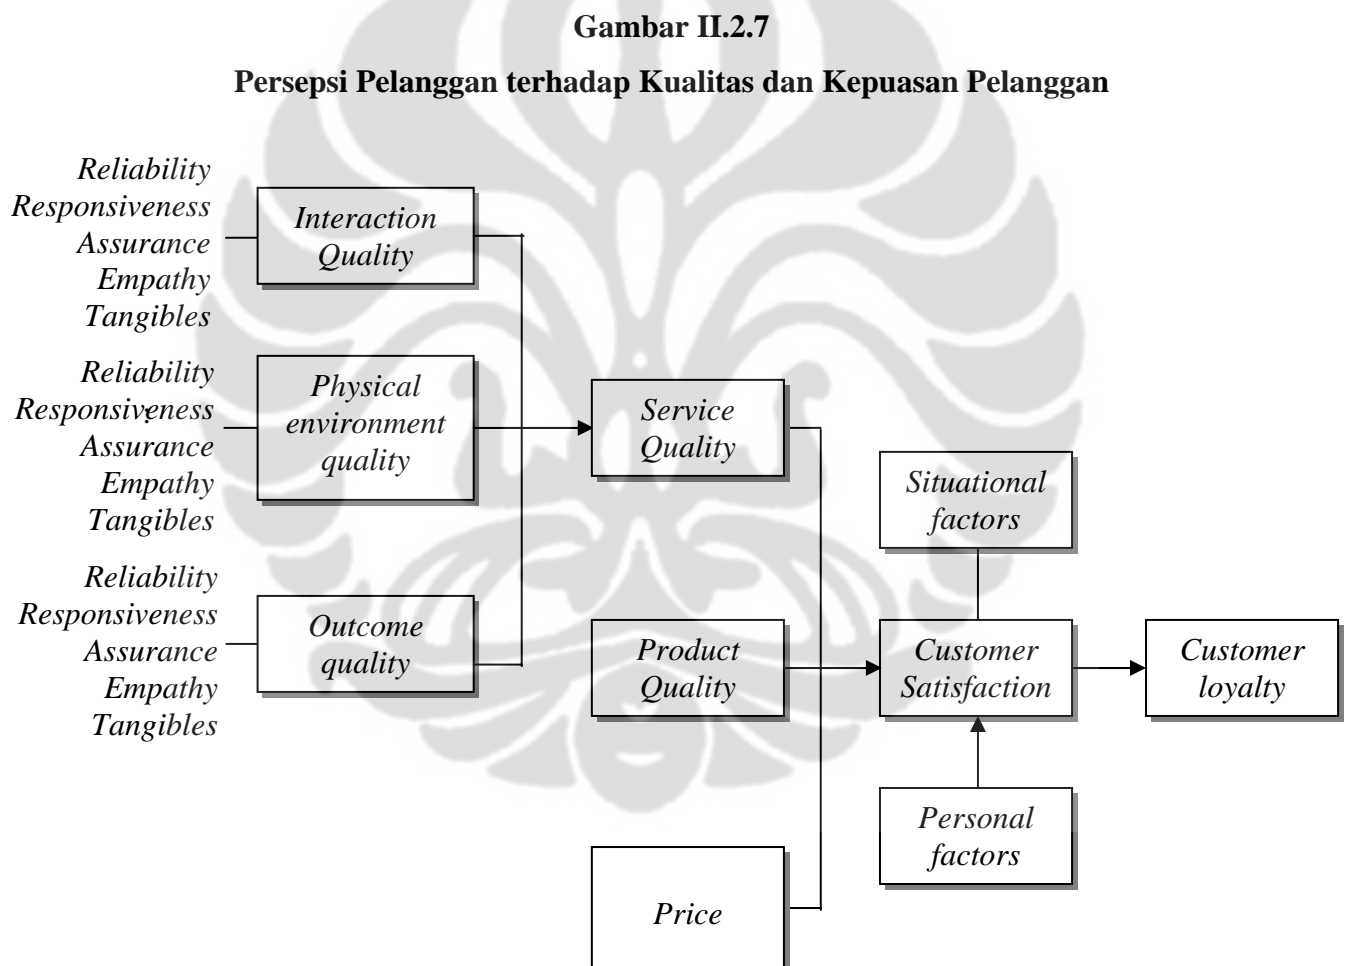 Gambar II.2.7
Persepsi Pelanggan terhadap Kualitas dan Kepuasan Pelanggan
Reliability
Responsiveness
Assurance
Empathy
Tangibles
Interaction
Quality
Reliability
Responsiveness
Assurance
Empathy
Tangibles
Physical
environment
quality
Reliability
Responsiveness
Assurance
Empathy
Tangibles
Outcome
quality
Service
Quality
Product
Quality
Price
Situational
factors
Customer
Satisfaction
Personal
factors
Customer
loyalty